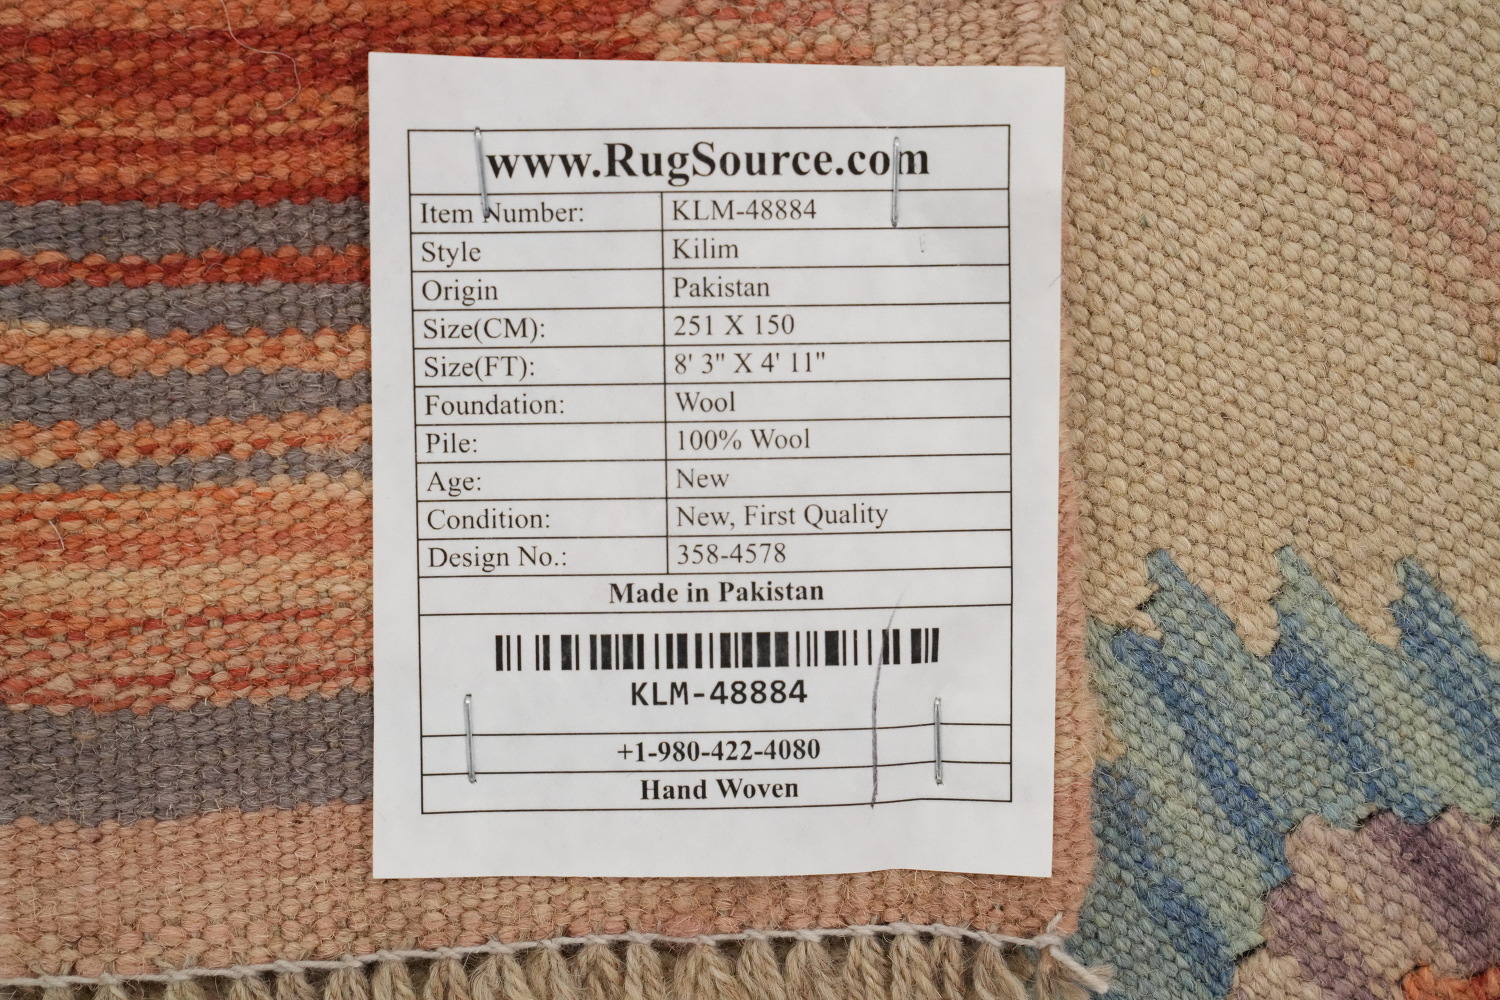 www.RugSource.com
Item Number: KLM-48884
Style Kilim
Origin Pakistan
Size(CM): 251 X 150
Size(FT): 8' 3" X 4' 11"
Foundation: Wool
Pile: 100% Wool
Age: New
Condition: New, First Quality
Design No.: 358-4578
Made in Pakistan
KLM-48884
+1-980-422-4080
Hand Woven